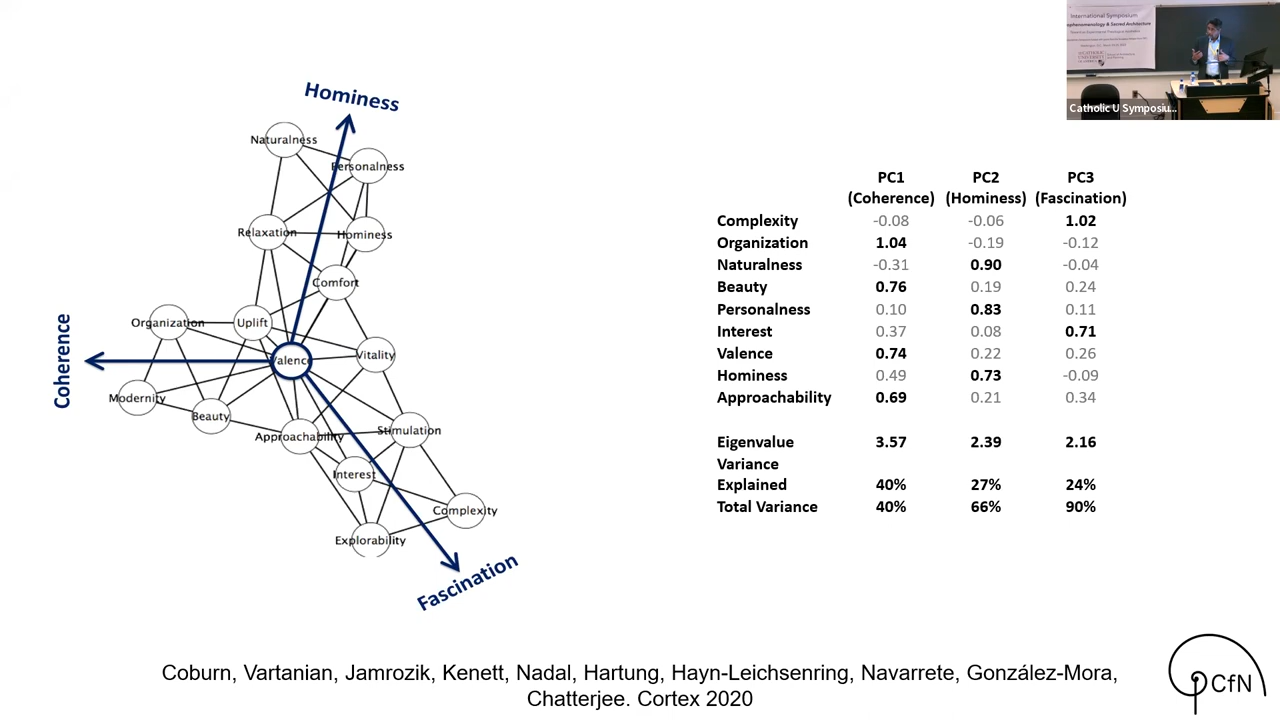 International Symposium
Catholic U Symposiu...
Hominess
Naturalness
Personalness
Relaxation
Hominess
Comfort
Organization
Uplift
Valence
Vitality
Coherence
Modernity
Beauty
Approachability
Stimulation
Interest
Complexity
Explorability
Fascination
PC1 PC2 PC3
(Coherence) (Hominess) (Fascination)
Complexity -0.08 -0.06 1.02
Organization 1.04 -0.19 -0.12
Naturalness -0.31 0.90 -0.04
Beauty 0.76 0.19 0.24
Personalness 0.10 0.83 0.11
Interest 0.37 0.08 0.71
Valence 0.74 0.22 0.26
Hominess 0.49 0.73 -0.09
Approachability 0.69 0.21 0.34
Eigenvalue 3.57 2.39 2.16
Variance
Explained 40% 27% 24%
Total Variance 40% 66% 90%
Coburn, Vartanian, Jamrozik, Kenett, Nadal, Hartung, Hayn-Leichsenring, Navarrete, González-Mora,
Chatterjee. Cortex 2020
CfN